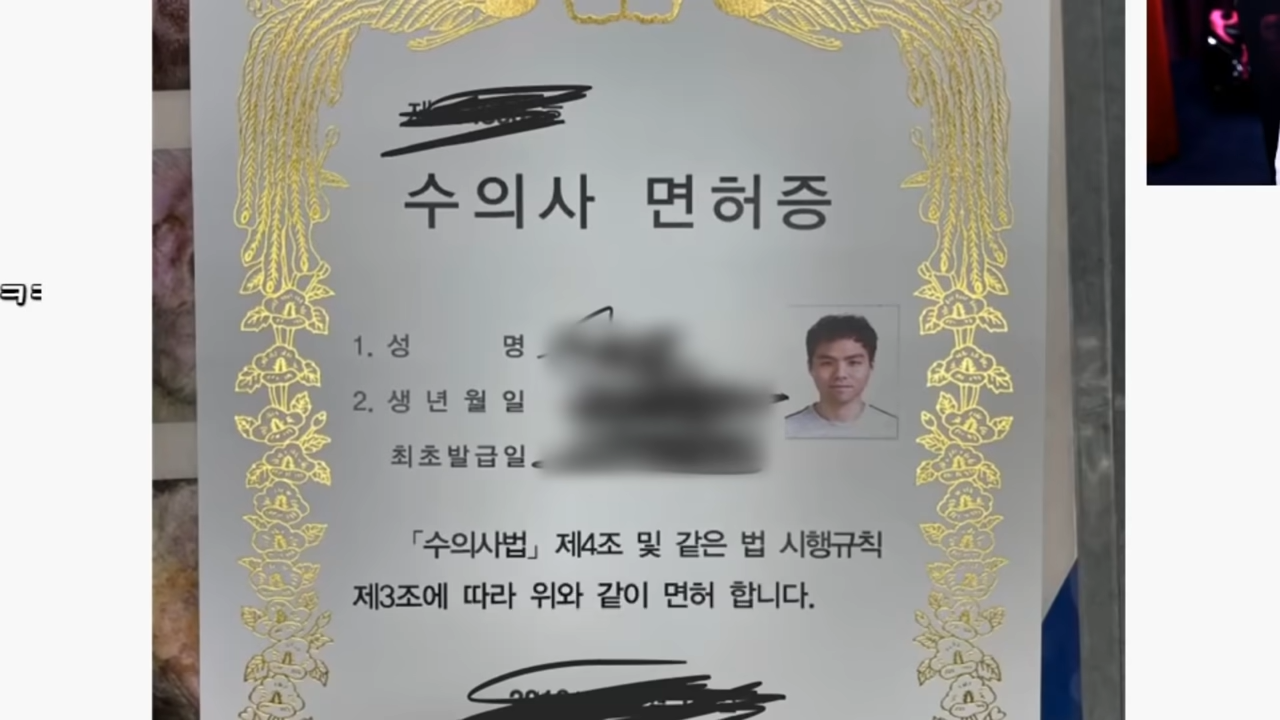 수의사 면허증
1. 성 명
2. 생 년 월 일
최초발급일
「수의사법」 제4조 및 같은 법 시행규칙
제3조에 따라 위와 같이 면허 합니다.